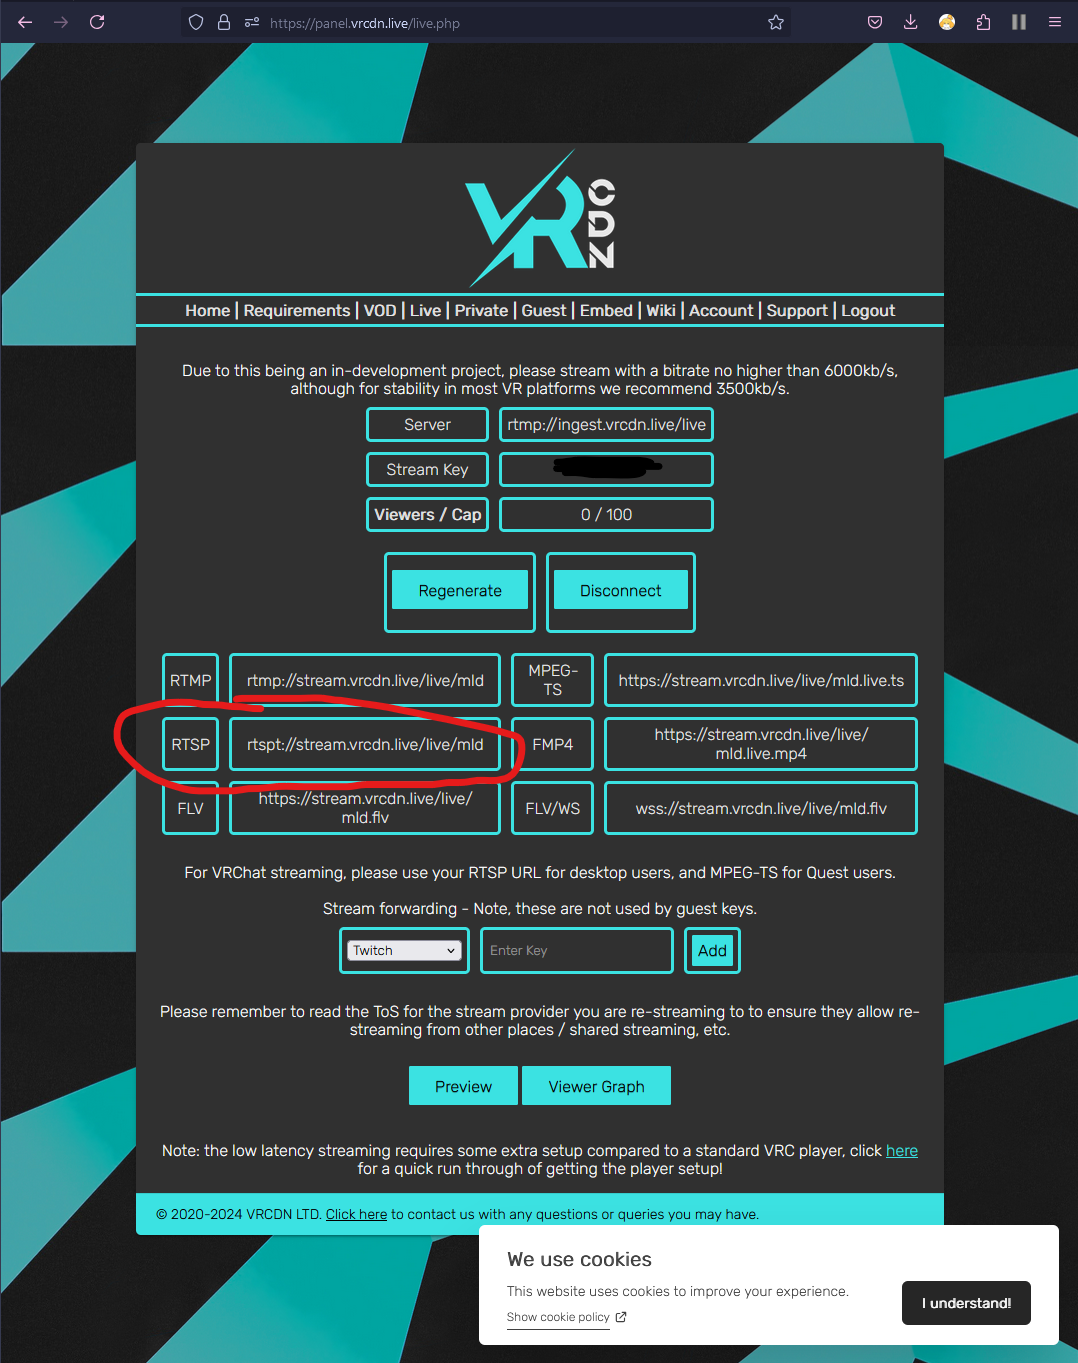 https://panel.vrcdn.live/live.php
VR
CDN
Home | Requirements | VOD | Live | Private | Guest | Embed | Wiki | Account | Support | Logout
Due to this being an in-development project, please stream with a bitrate no higher than 6000kb/s,
although for stability in most VR platforms we recommend 3500kb/s.
Server rtmp://ingest.vrcdn.live/live
Stream Key
Viewers / Cap 0 / 100
Regenerate Disconnect
RTMP rtmp://stream.vrcdn.live/live/mld MPEG-
TS https://stream.vrcdn.live/live/mld.live.ts
RTSP rtspt://stream.vrcdn.live/live/mld FMP4 https://stream.vrcdn.live/live/
mld.live.mp4
FLV https://stream.vrcdn.live/live/
mld.flv FLV/WS wss://stream.vrcdn.live/live/mld.flv
For VRChat streaming, please use your RTSP URL for desktop users, and MPEG-TS for Quest users.
Stream forwarding - Note, these are not used by guest keys.
Twitch Enter Key Add
Please remember to read the ToS for the stream provider you are re-streaming to to ensure they allow re-
streaming from other places / shared streaming, etc.
Preview Viewer Graph
Note: the low latency streaming requires some extra setup compared to a standard VRC player, click here
for a quick run through of getting the player setup!
© 2020-2024 VRCDN LTD. Click here to contact us with any questions or queries you may have.
We use cookies
This website uses cookies to improve your experience.
Show cookie policy
I understand!